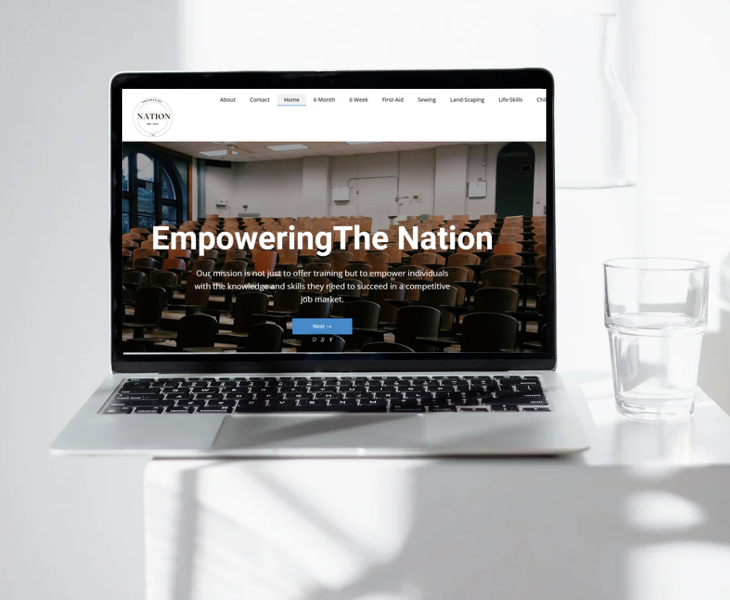 About Contact Home 6 Month 6 Week First-Aid Sewing Land-Scaping Life-Skills Chi
NATION
EmpoweringThe Nation
Our mission is not just to offer training but to empower individuals
with the knowledge and skills they need to succeed in a competitive
job market.
Next →